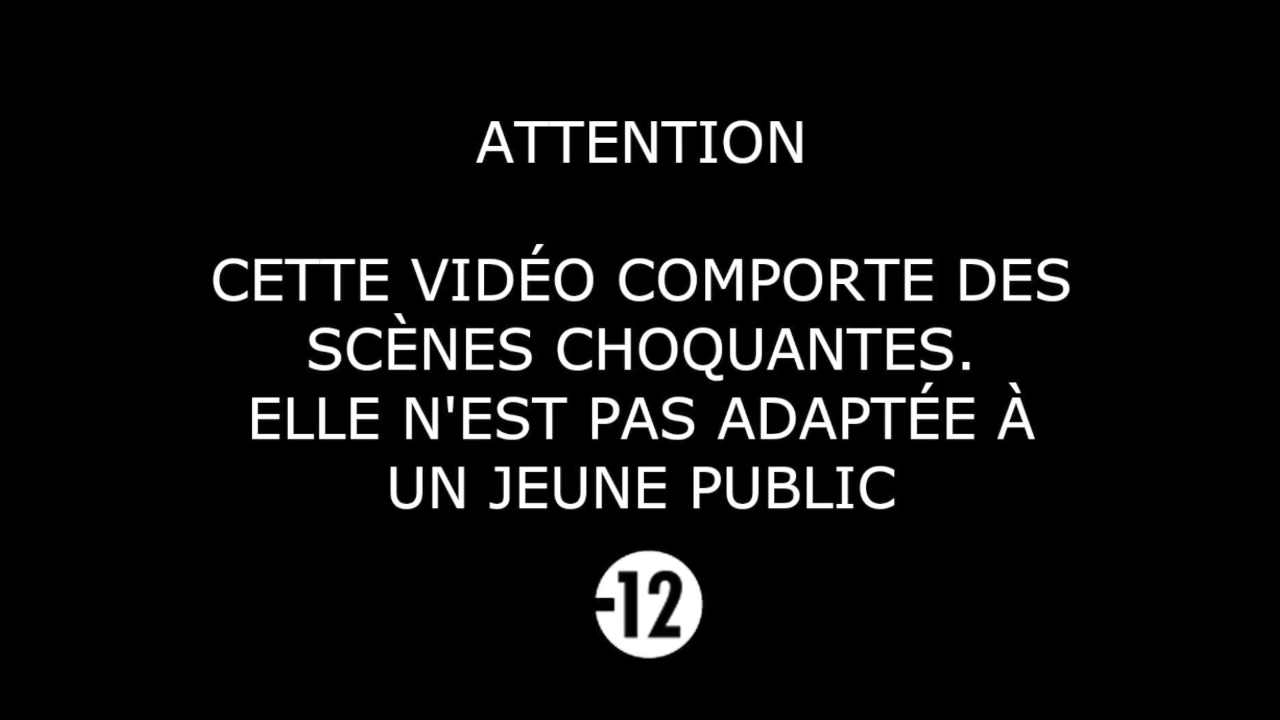 ATTENTION
CETTE VIDÉO COMPORTE DES
SCÈNES CHOQUANTES.
ELLE N'EST PAS ADAPTÉE À
UN JEUNE PUBLIC
-12